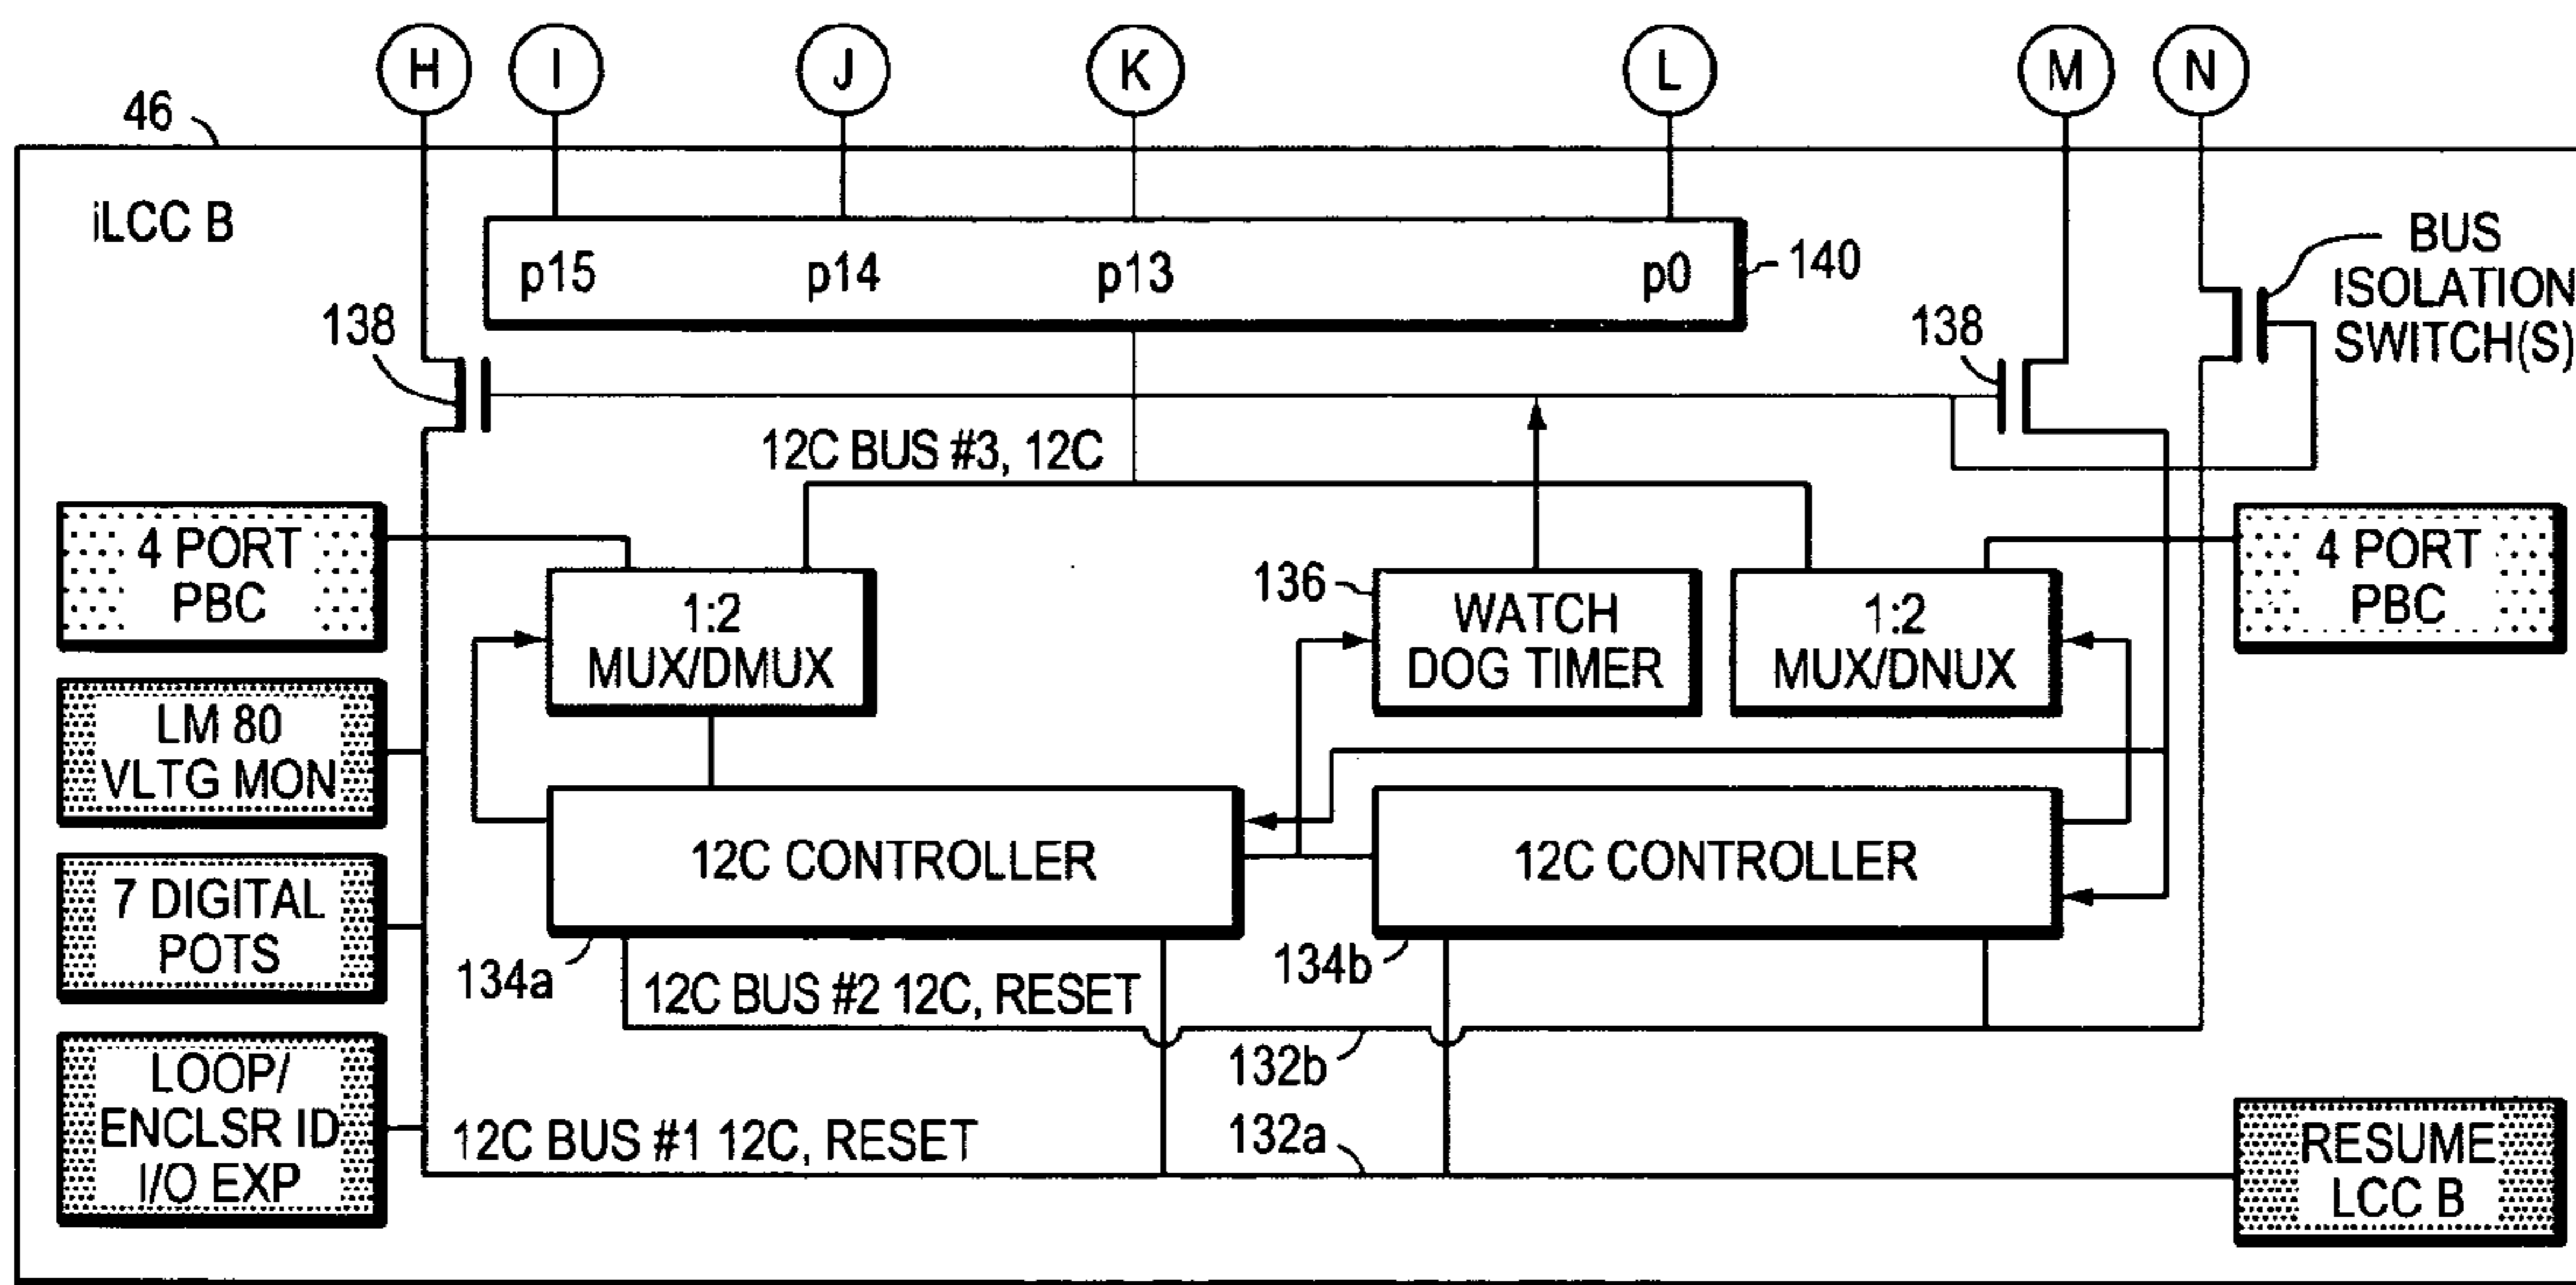 H I J K L M N
46
iLCC B
p15 p14 p13 p0
140
BUS
ISOLATION
SWITCH(S)
138
138
12C BUS #3, 12C
4 PORT
PBC
1:2
MUX/DMUX
136
WATCH
DOG TIMER
1:2
MUX/DNUX
4 PORT
PBC
LM 80
VLTG MON
12C CONTROLLER
12C CONTROLLER
7 DIGITAL
POTS
134a
134b
12C BUS #2 12C, RESET
132b
LOOP/
ENCLSR ID
I/O EXP
12C BUS #1 12C, RESET
132a
RESUME
LCC B